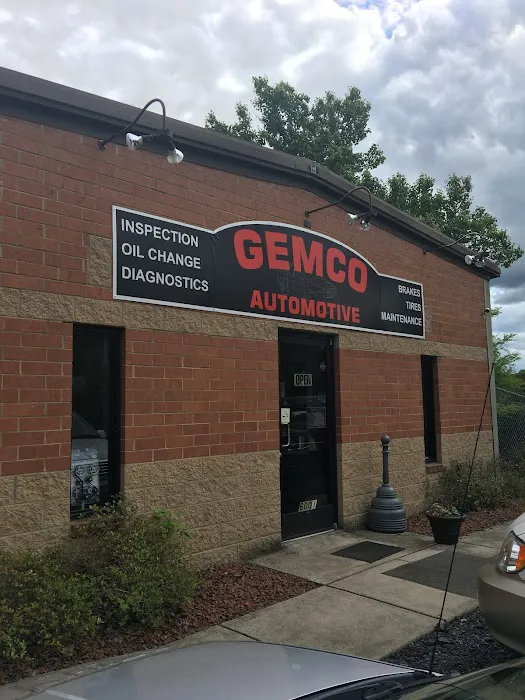 INSPECTION
OIL CHANGE
DIAGNOSTICS
GEMCO
AUTOMOTIVE
BRAKES
TIRES
MAINTENANCE
OPEN